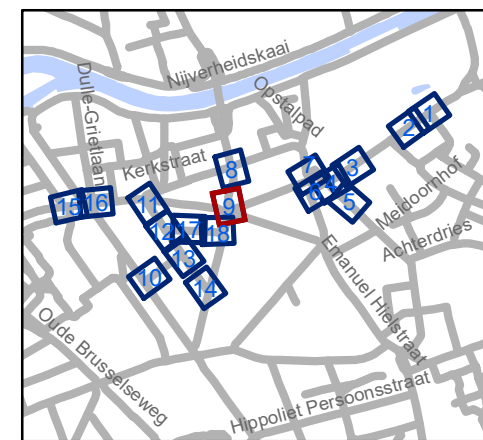 Nijverheidskaai
Dulle-Grietlaan
Opstalpad
Kerkstraat
1
2
3
4
5
6
7
8
9
10
11
12
13
14
15
16
17
18
Meidoornhof
Achterdries
Emanuel Hielstraat
Oude Brusselseweg
Hippoliet Persoonsstraat